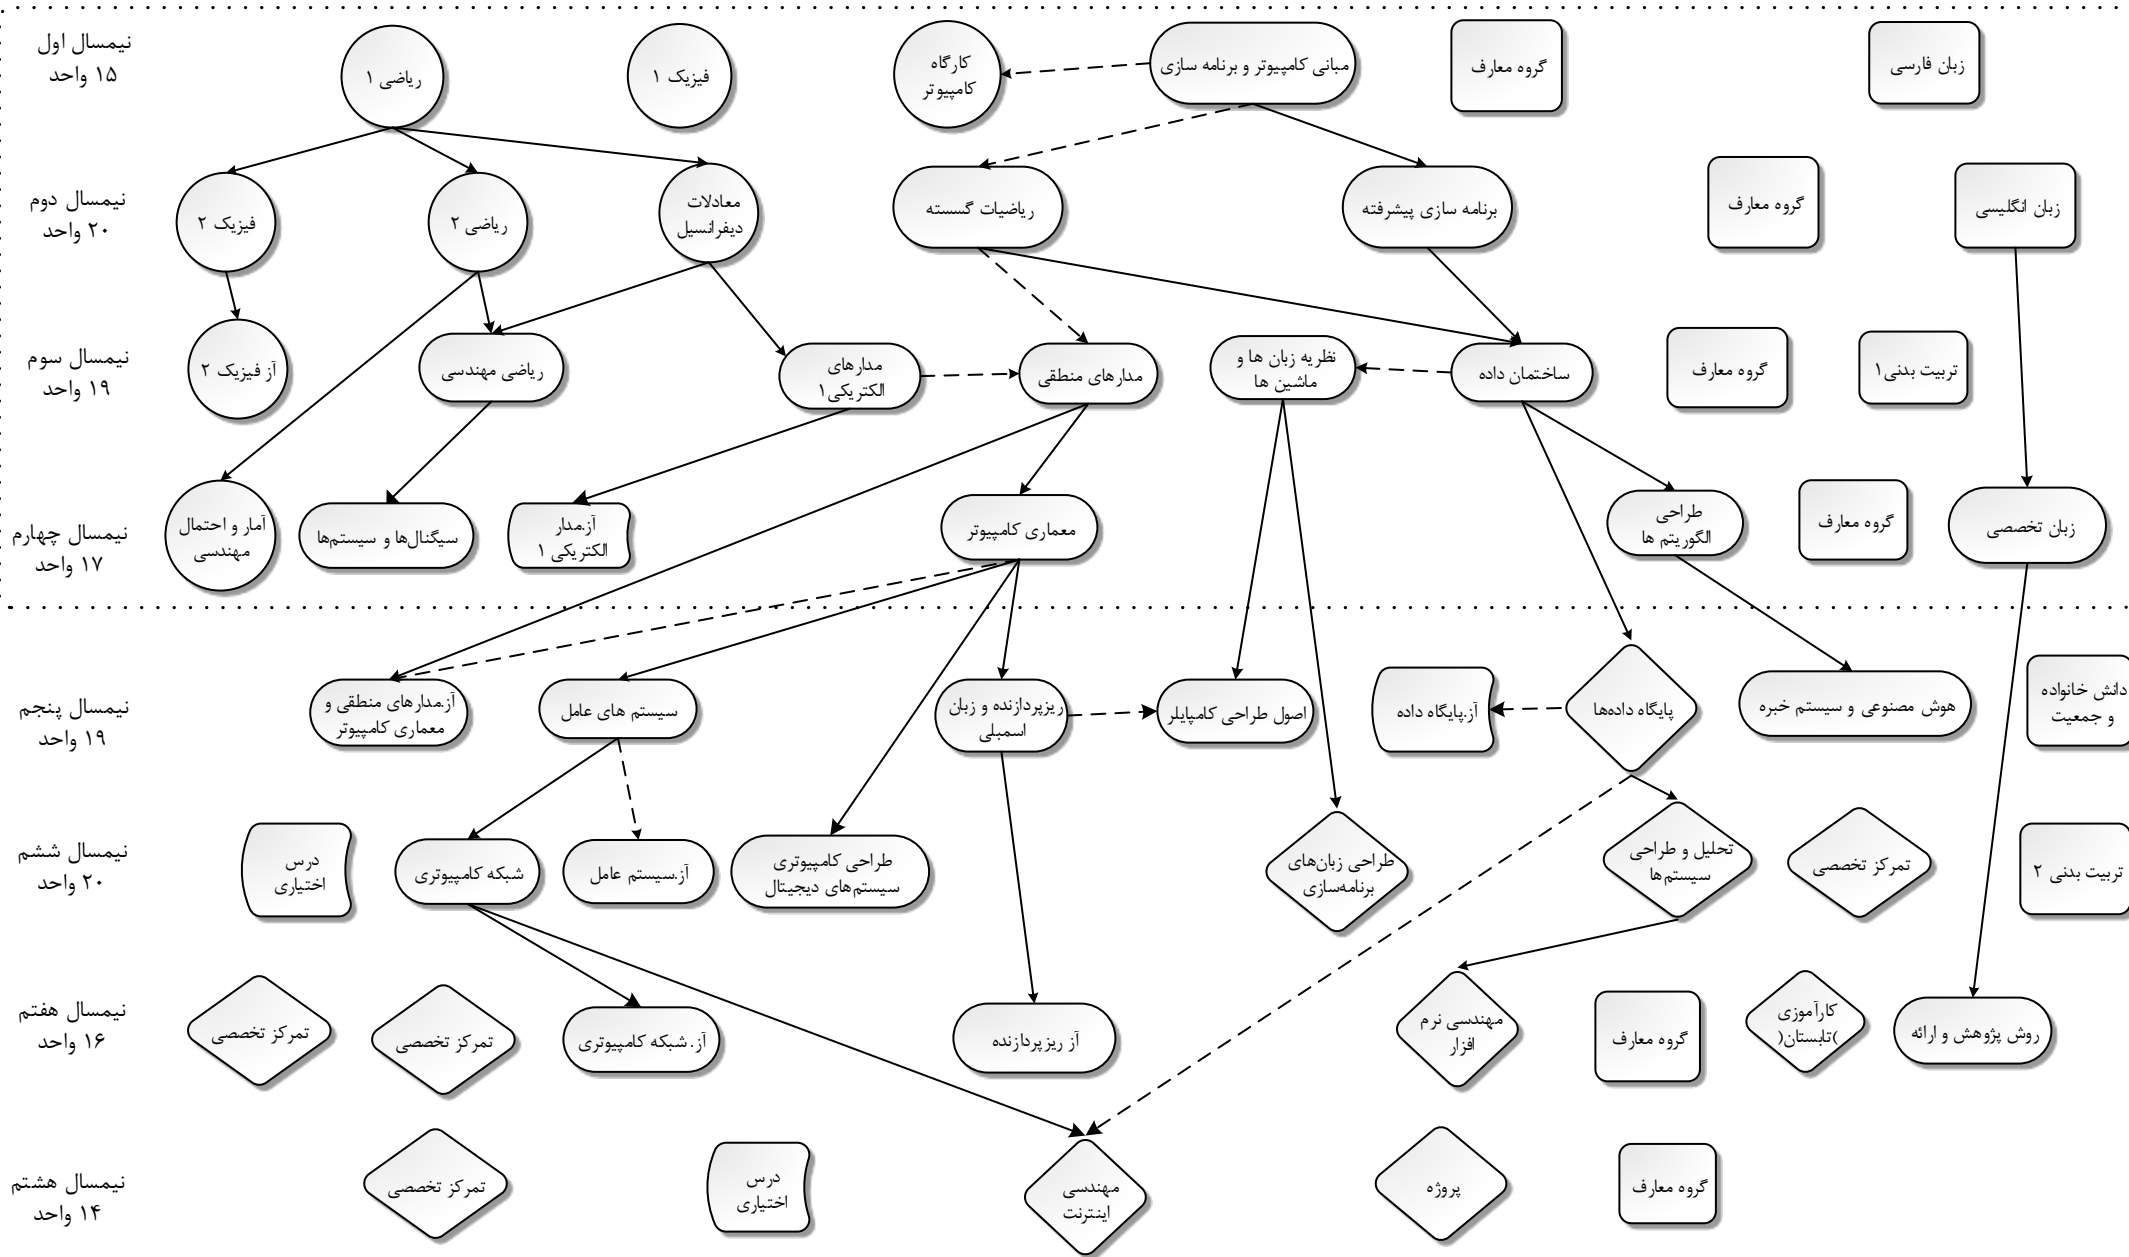 نیمسال اول
۱۵ واحد
زبان فارسی
گروه معارف
مبانی کامپیوتر و برنامه سازی
کارگاه
کامپیوتر
فیزیک ۱
ریاضی ۱
نیمسال دوم
۲۰ واحد
زبان انگلیسی
گروه معارف
برنامه سازی پیشرفته
ریاضیات گسسته
معادلات
دیفرانسیل
ریاضی ۲
فیزیک ۲
نیمسال سوم
۱۹ واحد
تربیت بدنی۱
گروه معارف
ساختمان داده
نظریه زبان ها و
ماشین ها
مدارهای منطقی
مدارهای
الکتریکی۱
ریاضی مهندسی
آز فیزیک ۲
نیمسال چهارم
۱۷ واحد
زبان تخصصی
گروه معارف
طراحی
الگوریتم ها
معماری کامپیوتر
آز.مدار
الکتریکی ۱
سیگنال‌ها و سیستم‌ها
آمار و احتمال
مهندسی
نیمسال پنجم
۱۹ واحد
دانش خانواده
و جمعیت
هوش مصنوعی و سیستم خبره
پایگاه داده‌ها
آز.پایگاه داده
اصول طراحی کامپایلر
ریزپردازنده و زبان
اسمبلی
سیستم های عامل
آز.مدارهای منطقی و
معماری کامپیوتر
نیمسال ششم
۲۰ واحد
تربیت بدنی ۲
تمرکز تخصصی
تحلیل و طراحی
سیستم‌ها
طراحی زبان‌های
برنامه‌سازی
طراحی کامپیوتری
سیستم‌های دیجیتال
آز.سیستم عامل
شبکه کامپیوتری
درس
اختیاری
نیمسال هفتم
۱۶ واحد
روش پژوهش و ارائه
کارآموزی
)تابستان(
گروه معارف
مهندسی نرم
افزار
آز ریزپردازنده
آز. شبکه کامپیوتری
تمرکز تخصصی
تمرکز تخصصی
نیمسال هشتم
۱۴ واحد
گروه معارف
پروژه
مهندسی
اینترنت
درس
اختیاری
تمرکز تخصصی